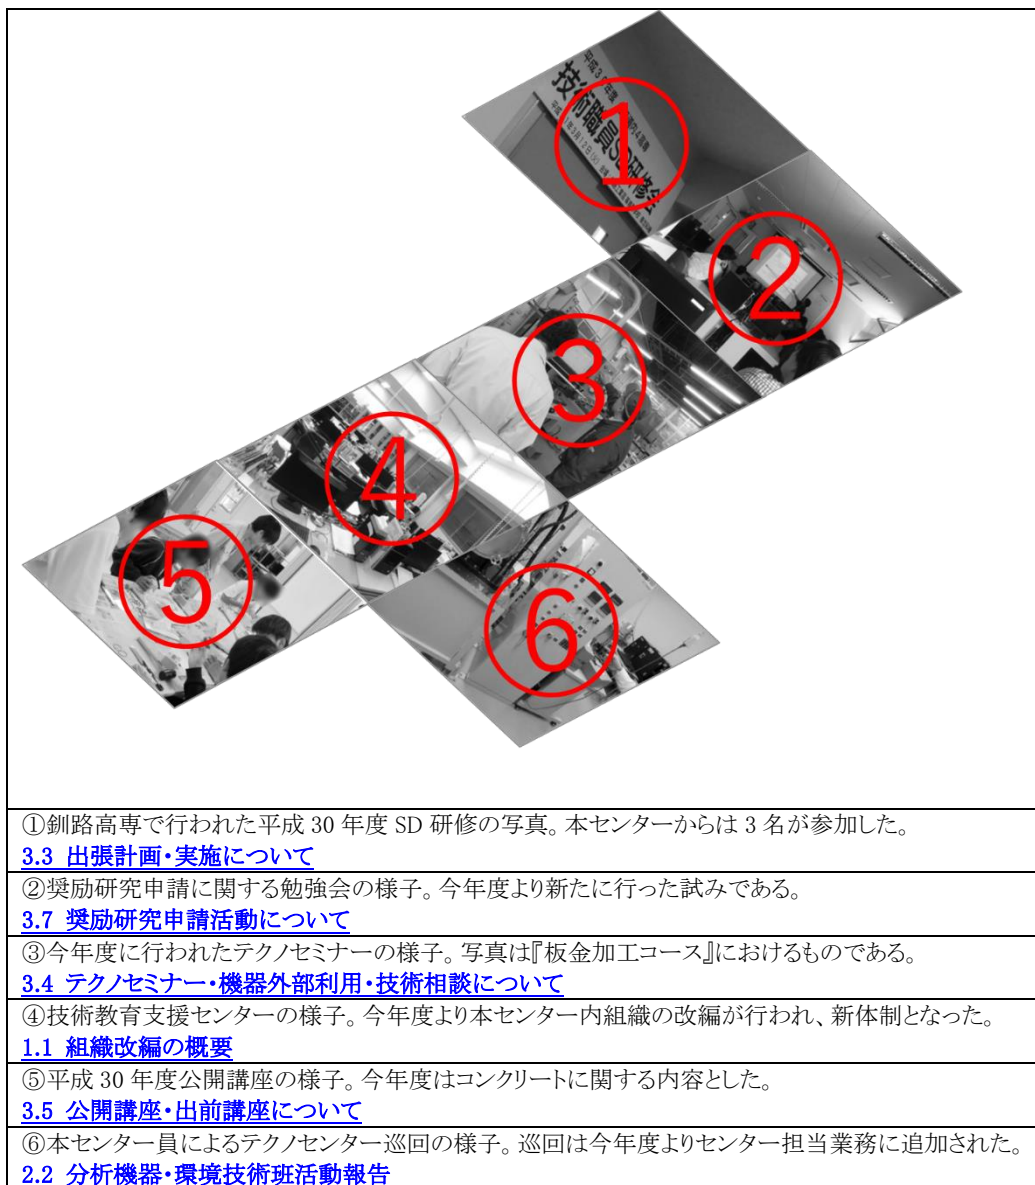 技術職員SD研修会
①
②
③
④
⑤
⑥
①釧路高専で行われた平成 30 年度 SD 研修の写真。本センターからは 3 名が参加した。
3.3 出張計画・実施について
②奨励研究申請に関する勉強会の様子。今年度より新たに行った試みである。
3.7 奨励研究申請活動について
③今年度に行われたテクノセミナーの様子。写真は『板金加工コース』におけるものである。
3.4 テクノセミナー・機器外部利用・技術相談について
④技術教育支援センターの様子。今年度より本センター内組織の改編が行われ、新体制となった。
1.1 組織改編の概要
⑤平成 30 年度公開講座の様子。今年度はコンクリートに関する内容とした。
3.5 公開講座・出前講座について
⑥本センター員によるテクノセンター巡回の様子。巡回は今年度よりセンター担当業務に追加された。
2.2 分析機器・環境技術班活動報告